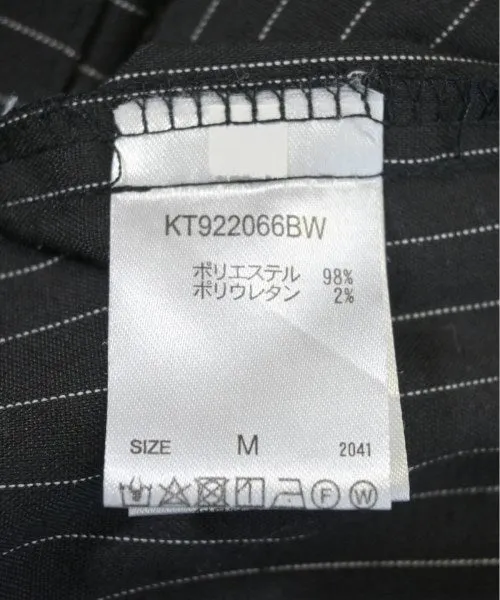 KT922066BW
ポリエステル 98%
ポリウレタン 2%
SIZE M 2041
F W